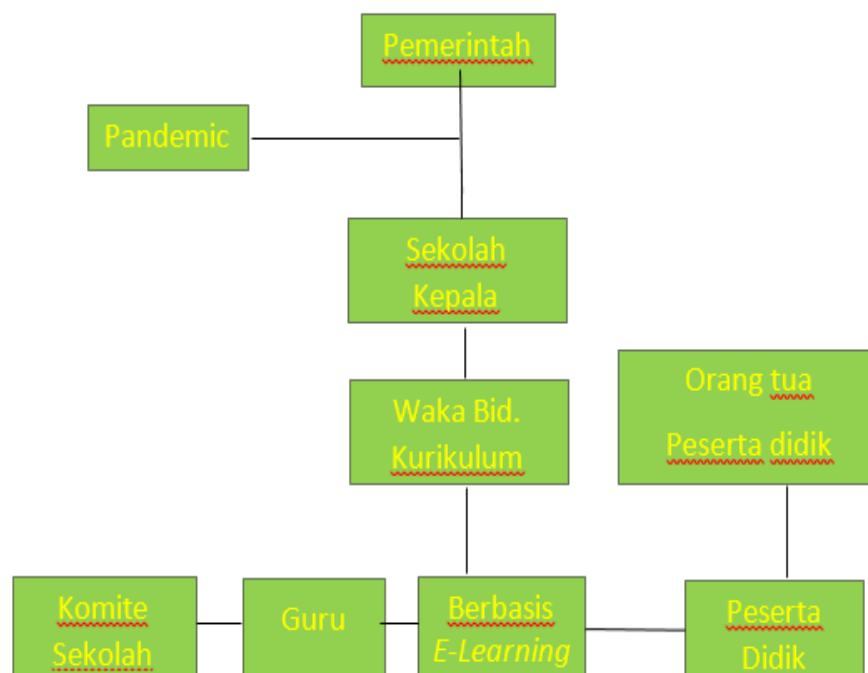 Pemerintah
Pandemic
Sekolah
Kepala
Waka Bid.
Kurikulum
Orang tua
Peserta didik
Komite
Sekolah
Guru
Berbasis
E-Learning
Peserta
Didik